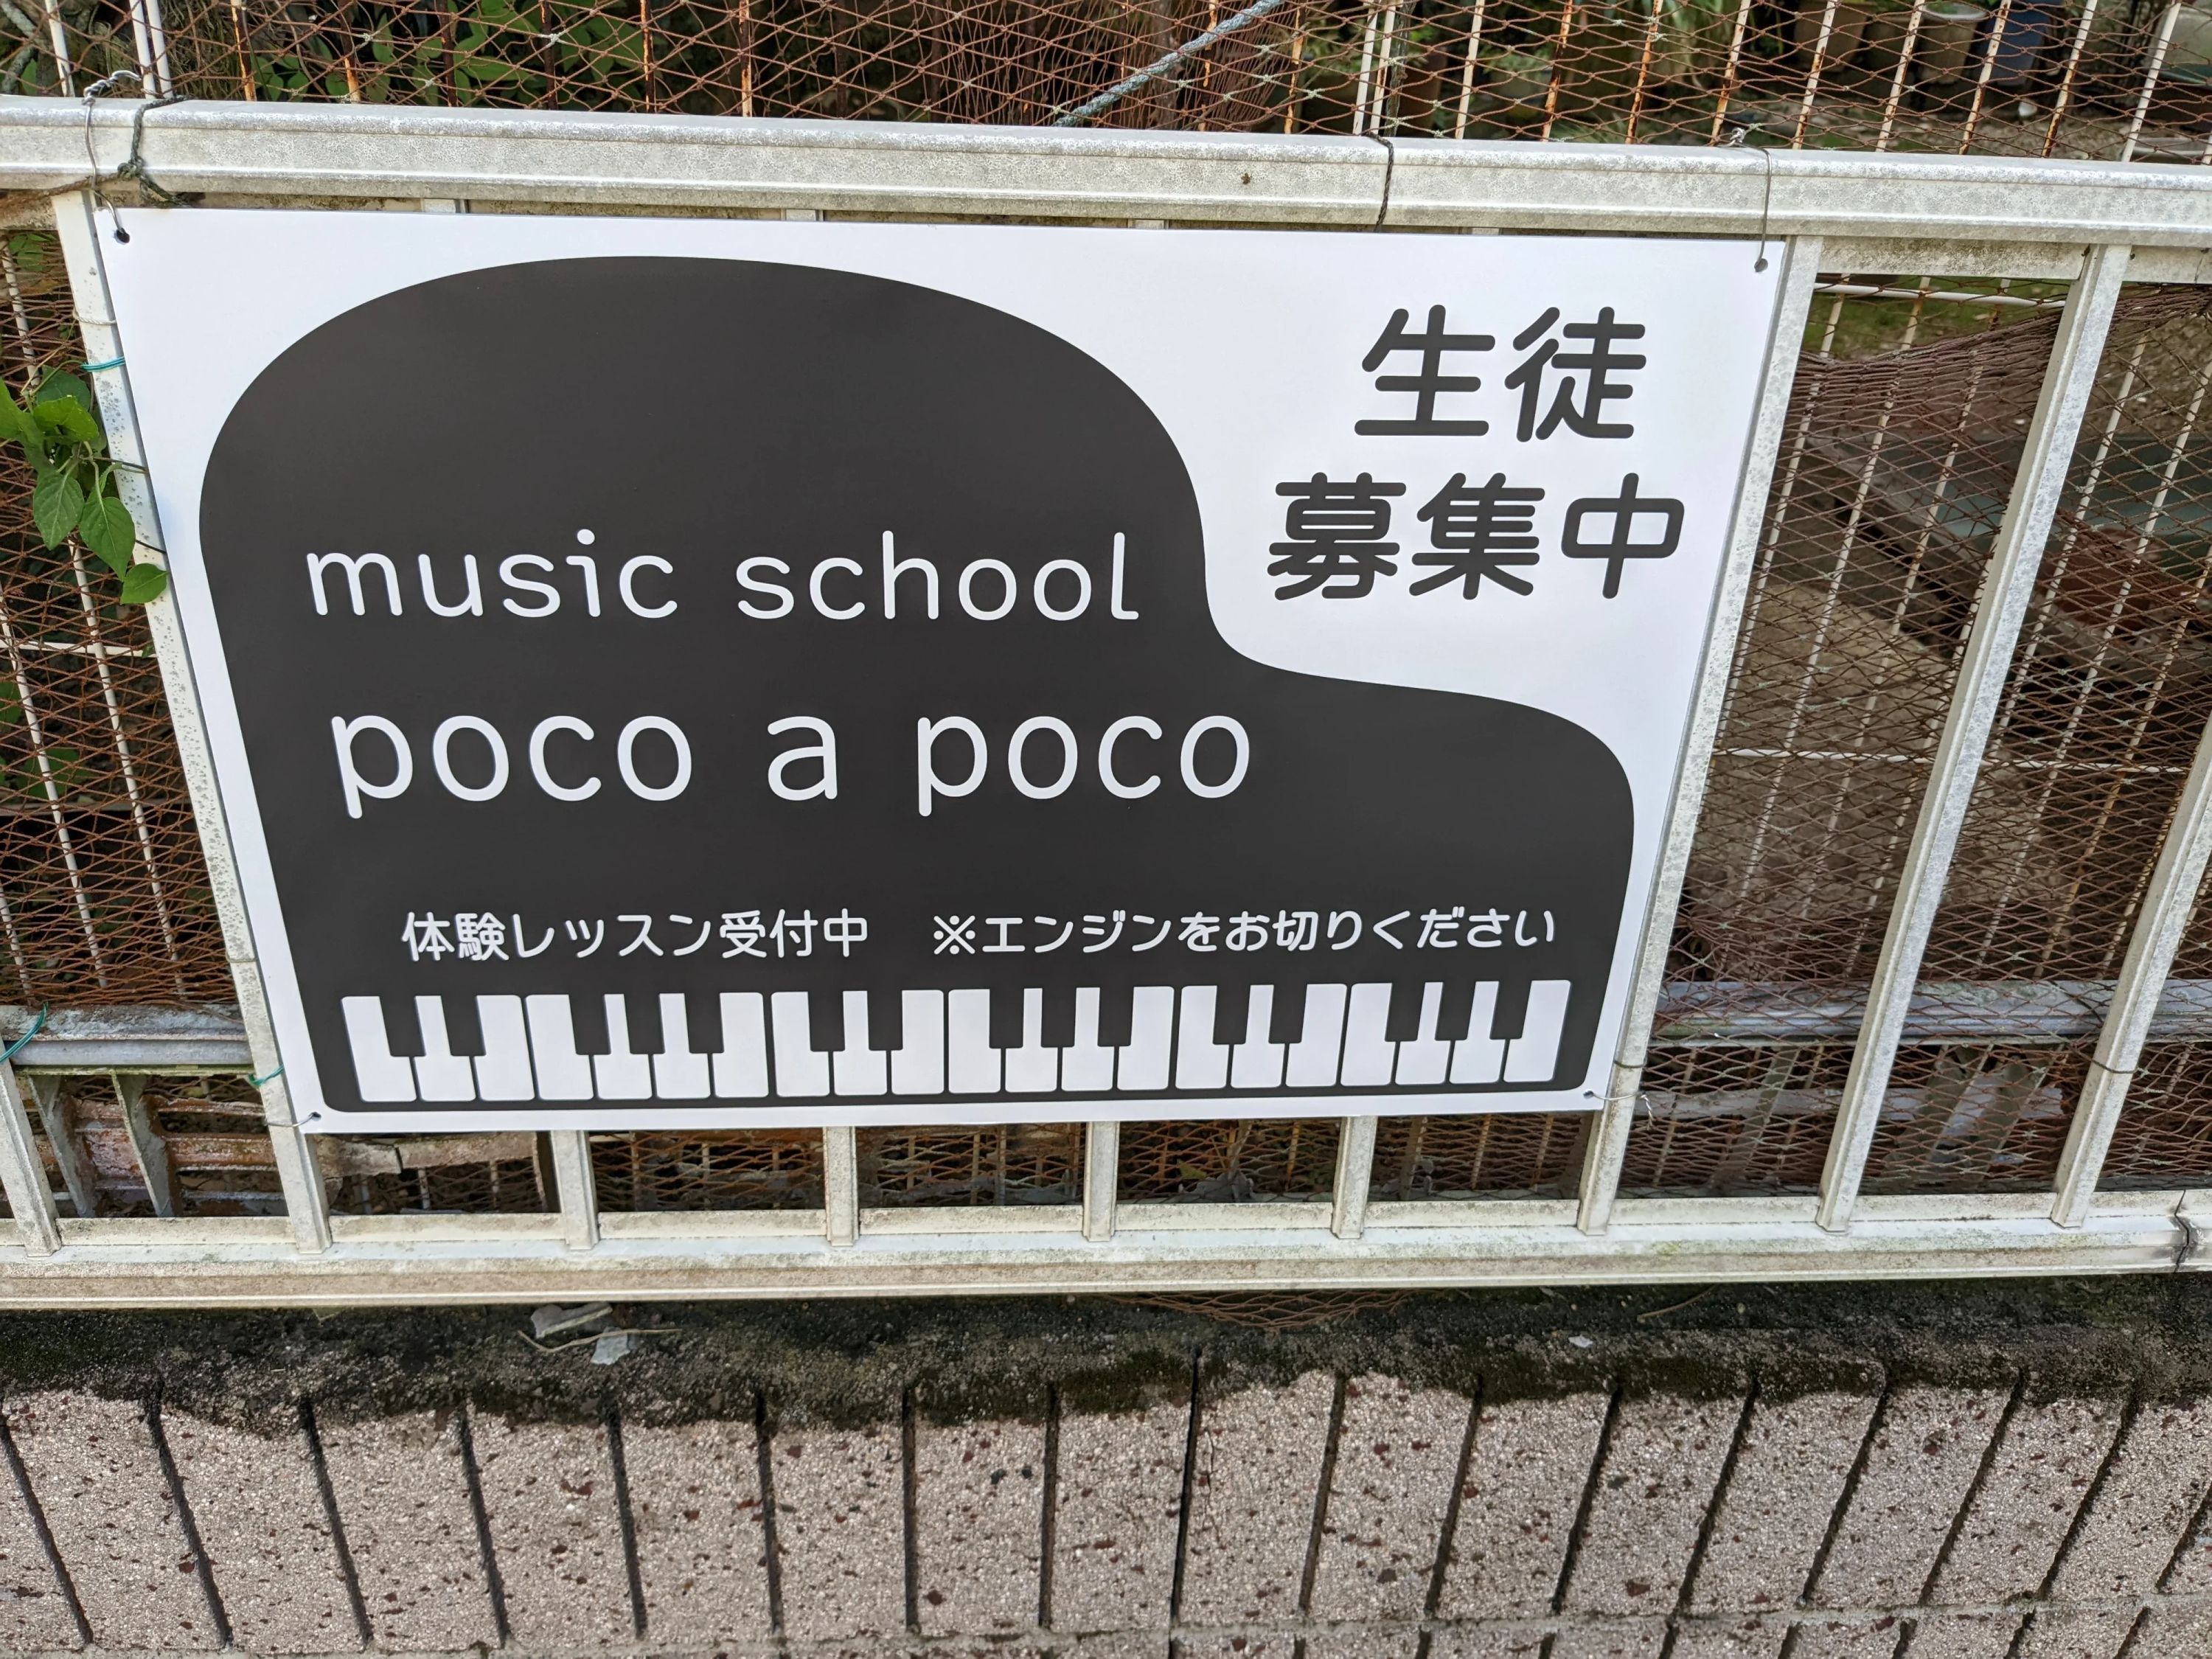 生徒
募集中
music school
poco a poco
体験レッスン受付中　※エンジンをお切りください